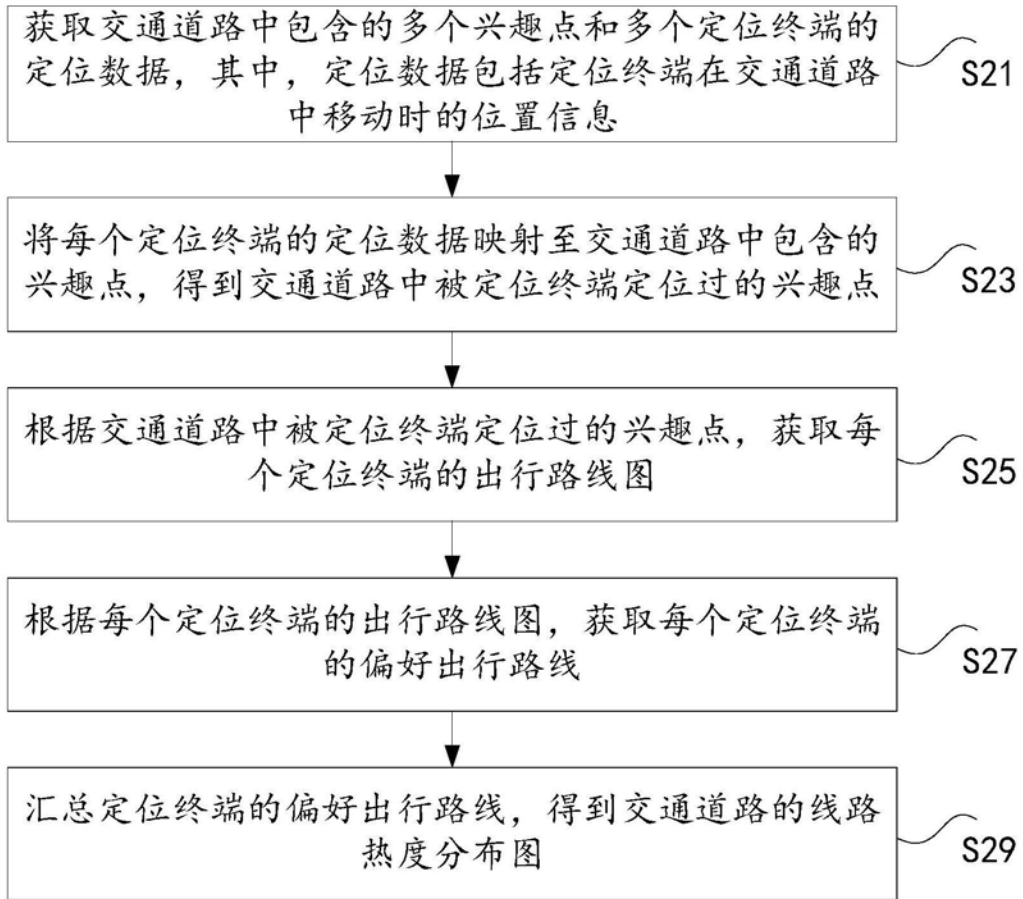 获取交通道路中包含的多个兴趣点和多个定位终端的
定位数据，其中，定位数据包括定位终端在交通道路
中移动时的位置信息
S21
将每个定位终端的定位数据映射至交通道路中包含的
兴趣点，得到交通道路中被定位终端定位过的兴趣点
S23
根据交通道路中被定位终端定位过的兴趣点，获取每
个定位终端的出行路线图
S25
根据每个定位终端的出行路线图，获取每个定位终端
的偏好出行路线
S27
汇总定位终端的偏好出行路线，得到交通道路的线路
热度分布图
S29